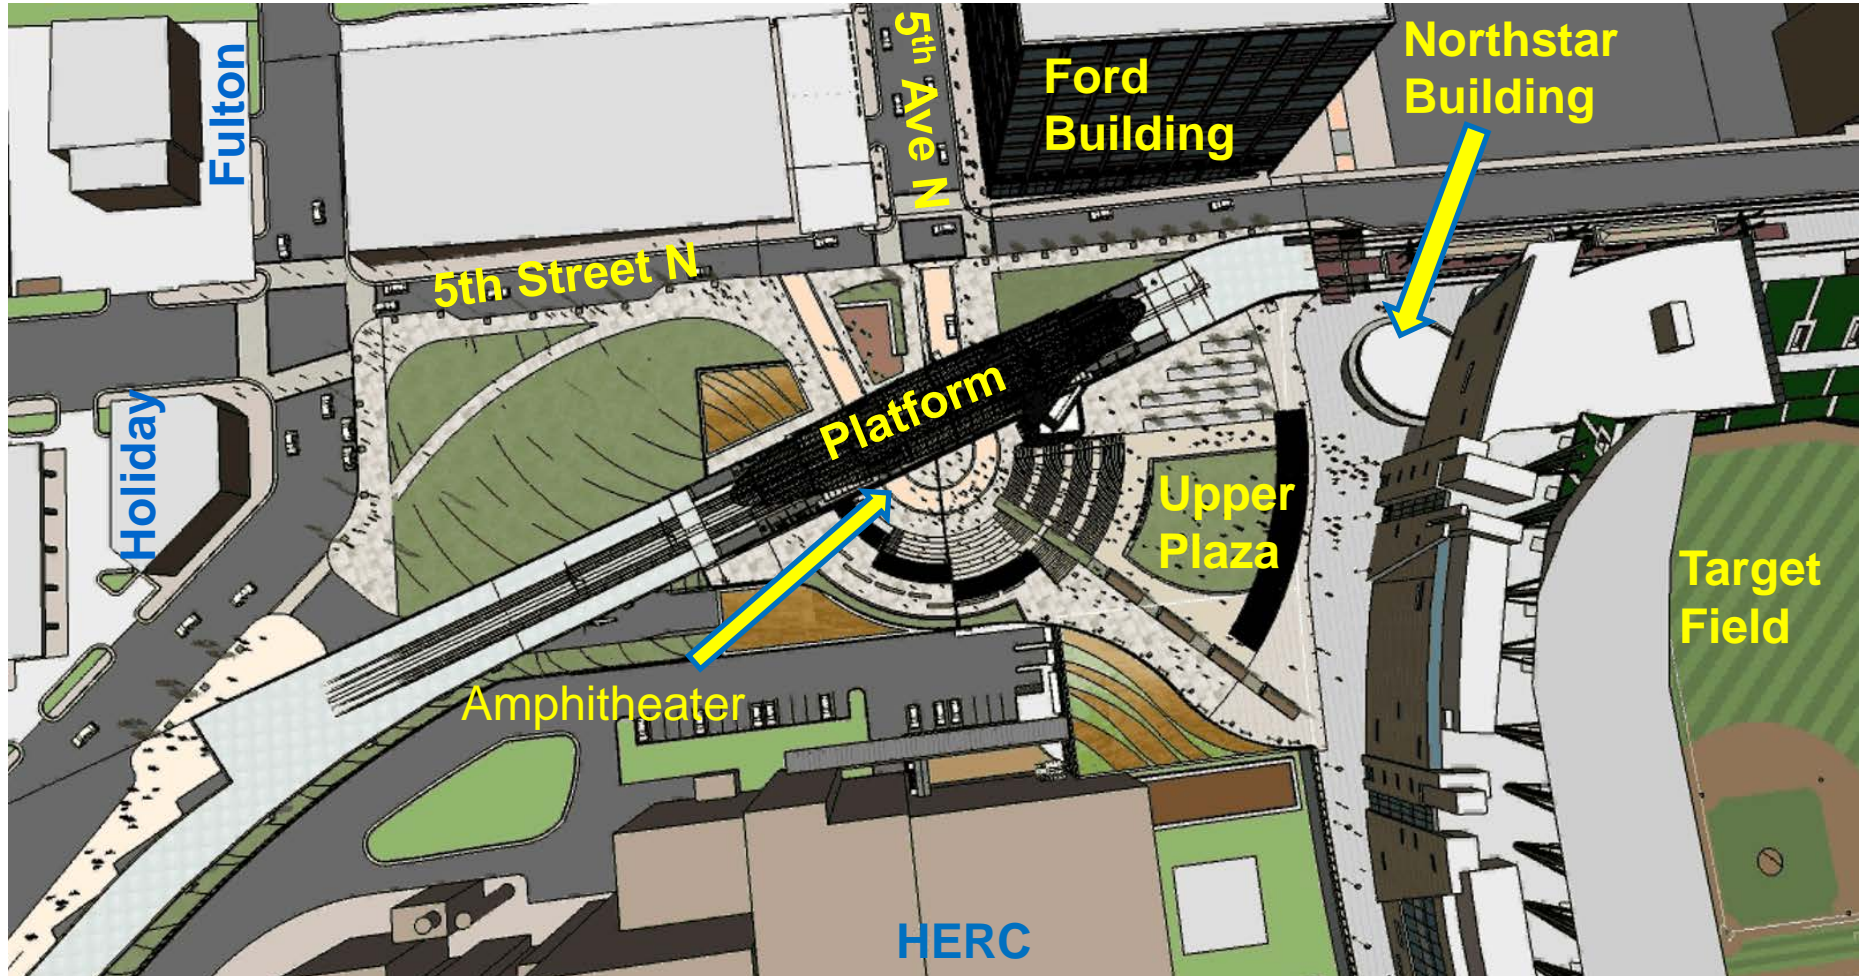 Fulton
5th Ave N
Ford
Building
Northstar
Building
5th Street N
Holiday
Platform
Upper
Plaza
Target
Field
Amphitheater
HERC